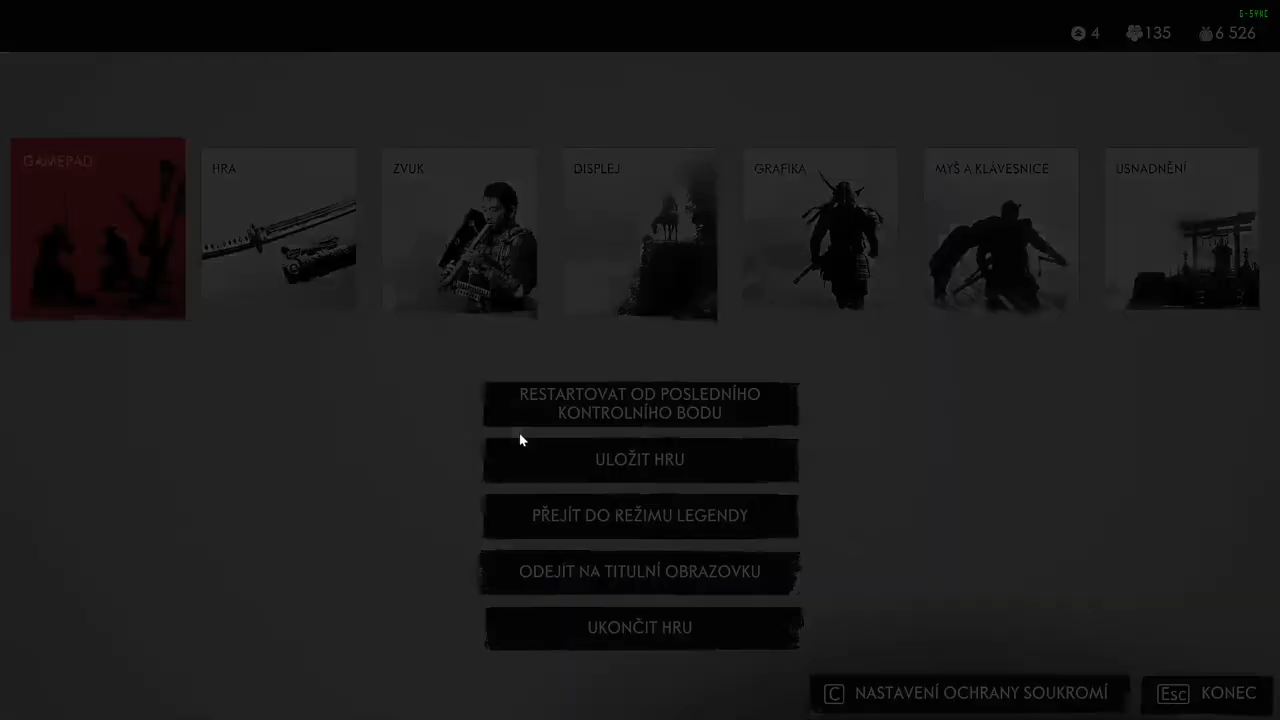 G-SYNC
4 135 6 526
GAMEPAD
HRA
ZVUK
DISPLEJ
GRAFIKA
MYŠ A KLÁVESNICE
USNADNĚNÍ
RESTARTOVAT OD POSLEDNÍHO
KONTROLNÍHO BODU
ULOŽIT HRU
PŘEJÍT DO REŽIMU LEGENDY
ODEJÍT NA TITULNÍ OBRAZOVKU
UKONČIT HRU
C NASTAVENÍ OCHRANY SOUKROMÍ
Esc KONEC